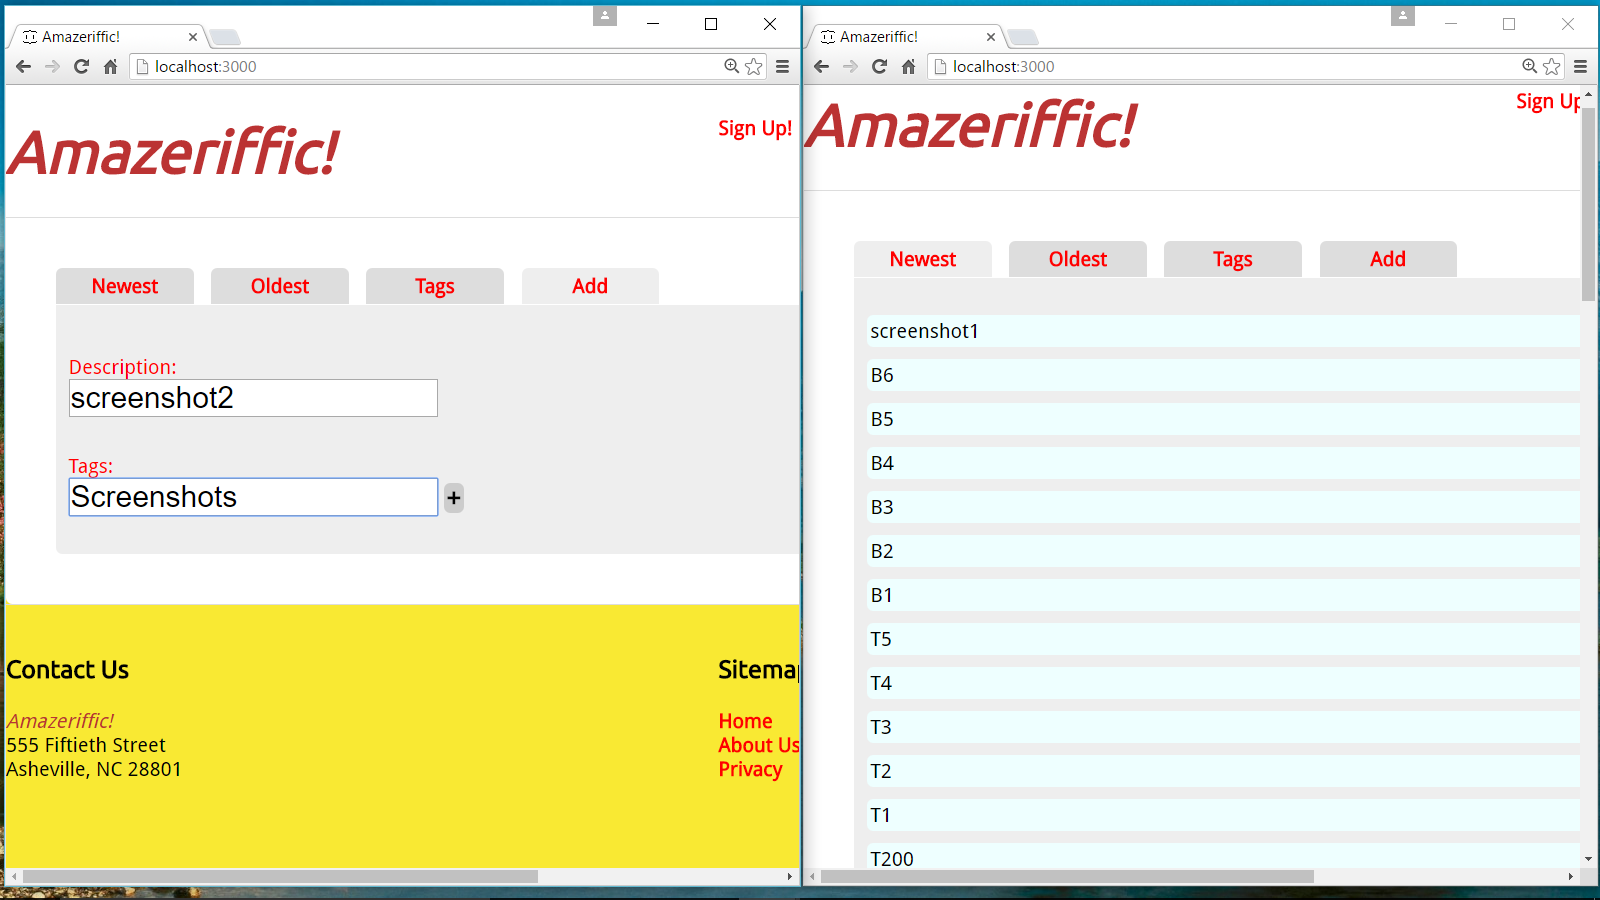 Amazeriffic!
localhost:3000
Amazeriffic!
Sign Up!
Newest
Oldest
Tags
Add
Description:
screenshot2
Tags:
Screenshots
+
Contact Us
Amazeriffic!
555 Fiftieth Street
Asheville, NC 28801
Sitemap
Home
About Us
Privacy
Amazeriffic!
localhost:3000
Amazeriffic!
Sign Up
Newest
Oldest
Tags
Add
screenshot1
B6
B5
B4
B3
B2
B1
T5
T4
T3
T2
T1
T200